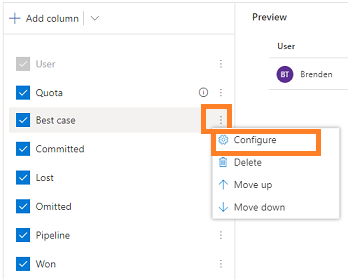 Add column
Preview
User
User
BT Brenden
Quota
Best case
Configure
Committed
Delete
Lost
Move up
Omitted
Move down
Pipeline
Won